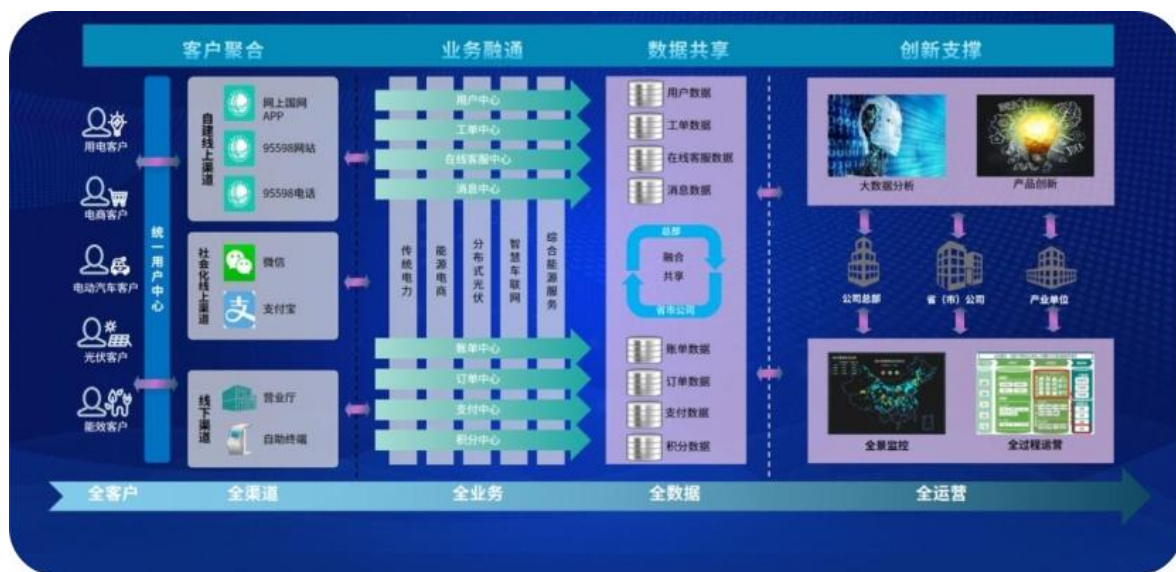 客户聚合
业务融通
数据共享
创新支撑
用电客户
电商客户
电动汽车客户
光伏客户
能效客户
统一用户中心
自建线上渠道
网上国网
APP
95598网站
95598电话
社会化线上渠道
微信
支付宝
线下渠道
营业厅
自助终端
用户中心
工单中心
在线客服中心
消息中心
传统电力
能源电商
分布式光伏
智慧车联网
综合能源服务
账单中心
订单中心
支付中心
积分中心
用户数据
工单数据
在线客服数据
消息数据
总部
融合
共享
省市公司
账单数据
订单数据
支付数据
积分数据
大数据分析
产品创新
公司总部
省（市）公司
产业单位
全景监控
全过程运营
全客户
全渠道
全业务
全数据
全运营